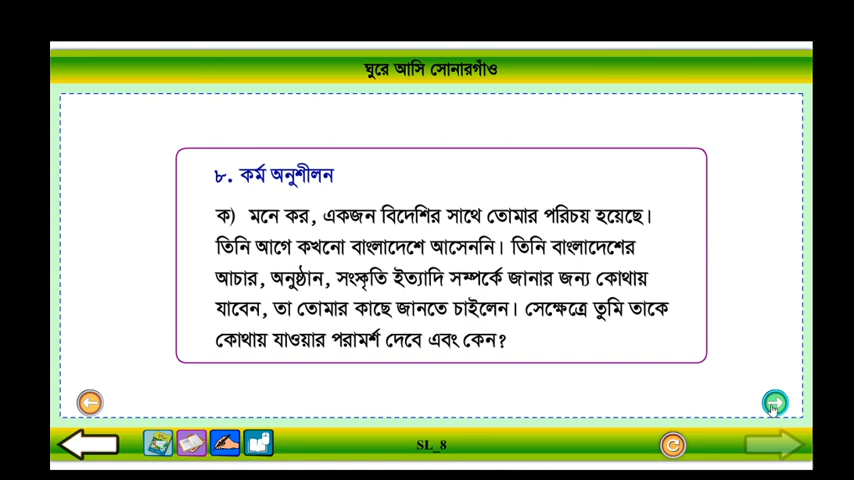 ঘুরে আসি সোনারগাঁও
৮. কর্ম অনুশীলন
ক) মনে কর, একজন বিদেশির সাথে তোমার পরিচয় হয়েছে।
তিনি আগে কখনো বাংলাদেশে আসেননি। তিনি বাংলাদেশের
আচার, অনুষ্ঠান, সংস্কৃতি ইত্যাদি সম্পর্কে জানার জন্য কোথায়
যাবেন, তা তোমার কাছে জানতে চাইলেন। সেক্ষেত্রে তুমি তাকে
কোথায় যাওয়ার পরামর্শ দেবে এবং কেন?
SL_8